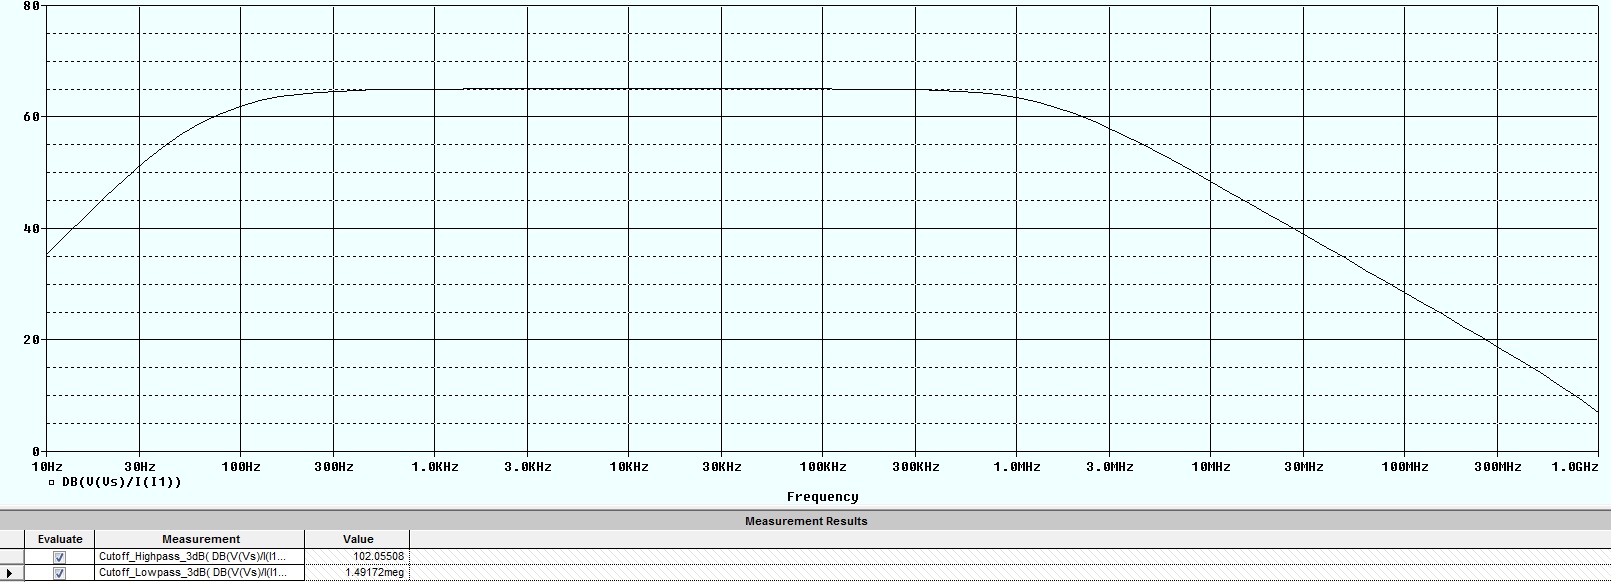 80
60
40
20
0
10Hz 30Hz 100Hz 300Hz 1.0KHz 3.0KHz 10KHz 30KHz 100KHz 300KHz 1.0MHz 3.0MHz 10MHz 30MHz 100MHz 300MHz 1.0GHz
DB(V(Vs)/I(I1))
Frequency
Measurement Results
Evaluate Measurement Value
Cutoff_Highpass_3dB( DB(V(Vs)/I(I1... 102.05508
Cutoff_Lowpass_3dB( DB(V(Vs)/I(I1... 1.49172meg